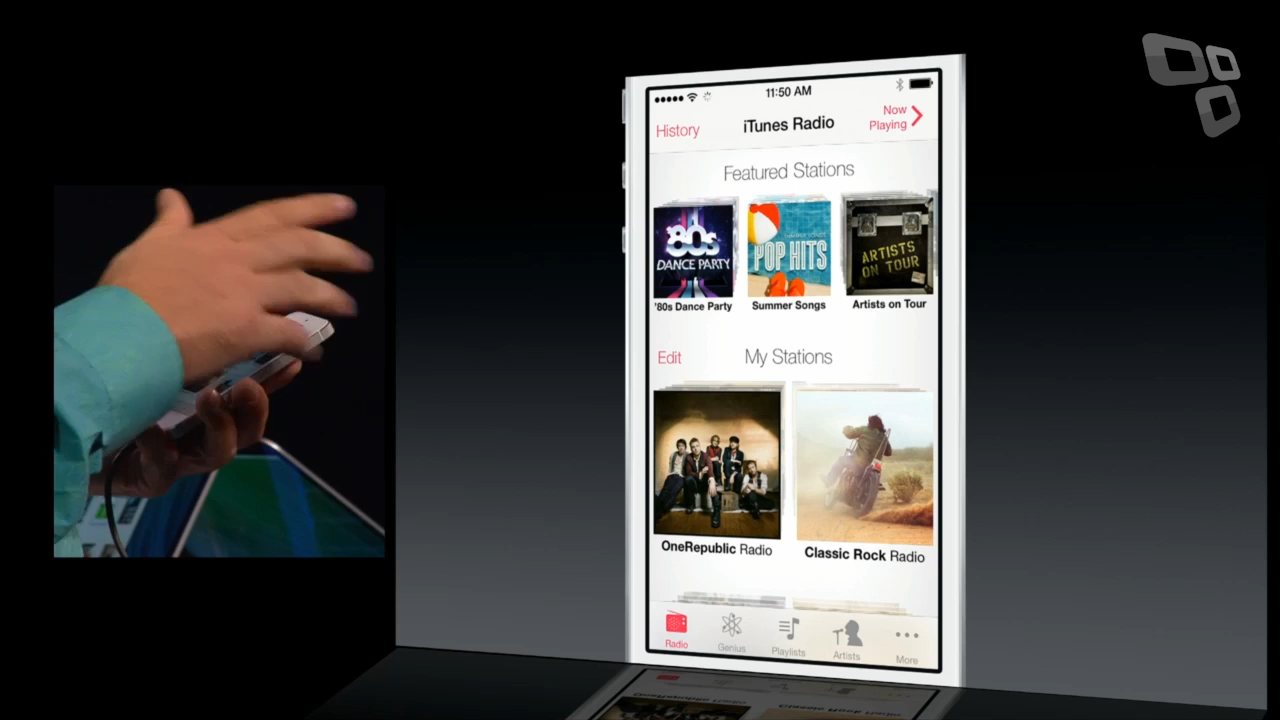 11:50 AM
History
iTunes Radio
Now
Playing
Featured Stations
'80s
DANCE PARTY
POP HITS
ARTISTS
ON TOUR
'80s Dance Party
Summer Songs
Artists on Tour
Edit
My Stations
OneRepublic Radio
Classic Rock Radio
Radio
Genius
Playlists
Artists
More